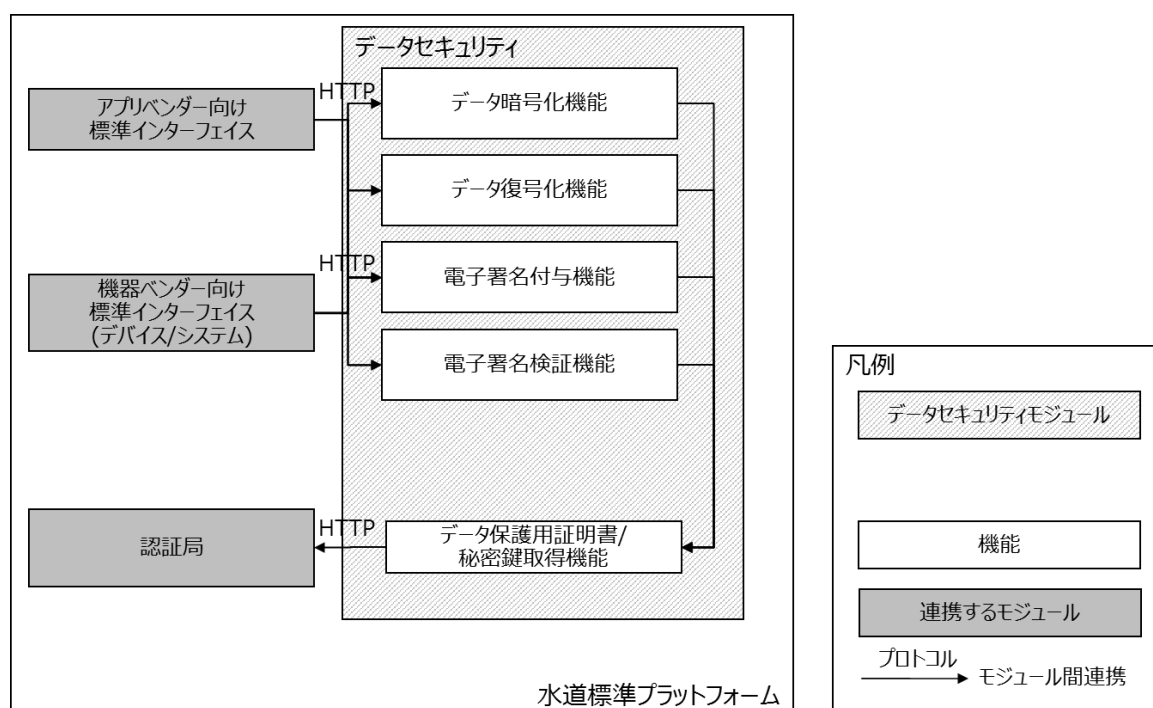 データセキュリティ
HTTP
アプリベンダー向け
標準インターフェイス
データ暗号化機能
データ復号化機能
HTTP
機器ベンダー向け
標準インターフェイス
(デバイス/システム)
電子署名付与機能
電子署名検証機能
HTTP
認証局
データ保護用証明書/
秘密鍵取得機能
水道標準プラットフォーム
凡例
データセキュリティモジュール
機能
連携するモジュール
プロトコル
モジュール間連携